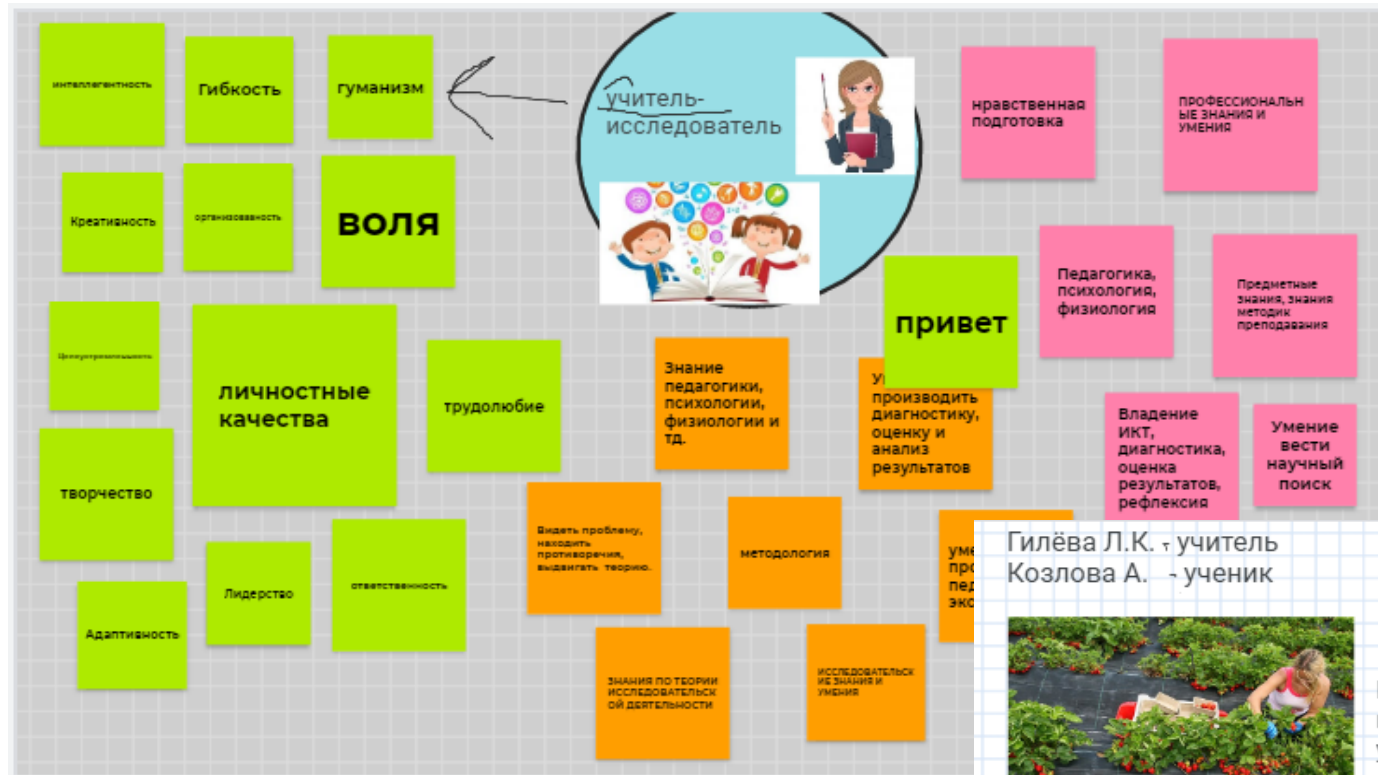 интеллегентность
Гибкость
гуманизм
учитель-
исследователь
нравственная
подготовка
ПРОФЕССИОНАЛЬН
ЫЕ ЗНАНИЯ И
УМЕНИЯ
Креативность
организованность
воля
привет
Педагогика,
психология,
физиология
Предметные
знания, знания
методик
преподавания
Целеустремленность
личностные
качества
трудолюбие
Знание
педагогики,
психологии,
физиологии и
тд.
производить
диагностику,
оценку и
анализ
результатов
Владение
ИКТ,
диагностика,
оценка
результатов,
рефлексия
Умение
вести
научный
поиск
творчество
Видеть проблему,
находить
противоречия,
выдвигать теорию.
методология
Лидерство
ответственность
Адаптивность
ЗНАНИЯ ПО ТЕОРИИ
ИССЛЕДОВАТЕЛЬСК
ОЙ ДЕЯТЕЛЬНОСТИ
ИССЛЕДОВАТЕЛЬСК
ИЕ ЗНАНИЯ И
УМЕНИЯ
Гилёва Л.К. - учитель
Козлова А. - ученик